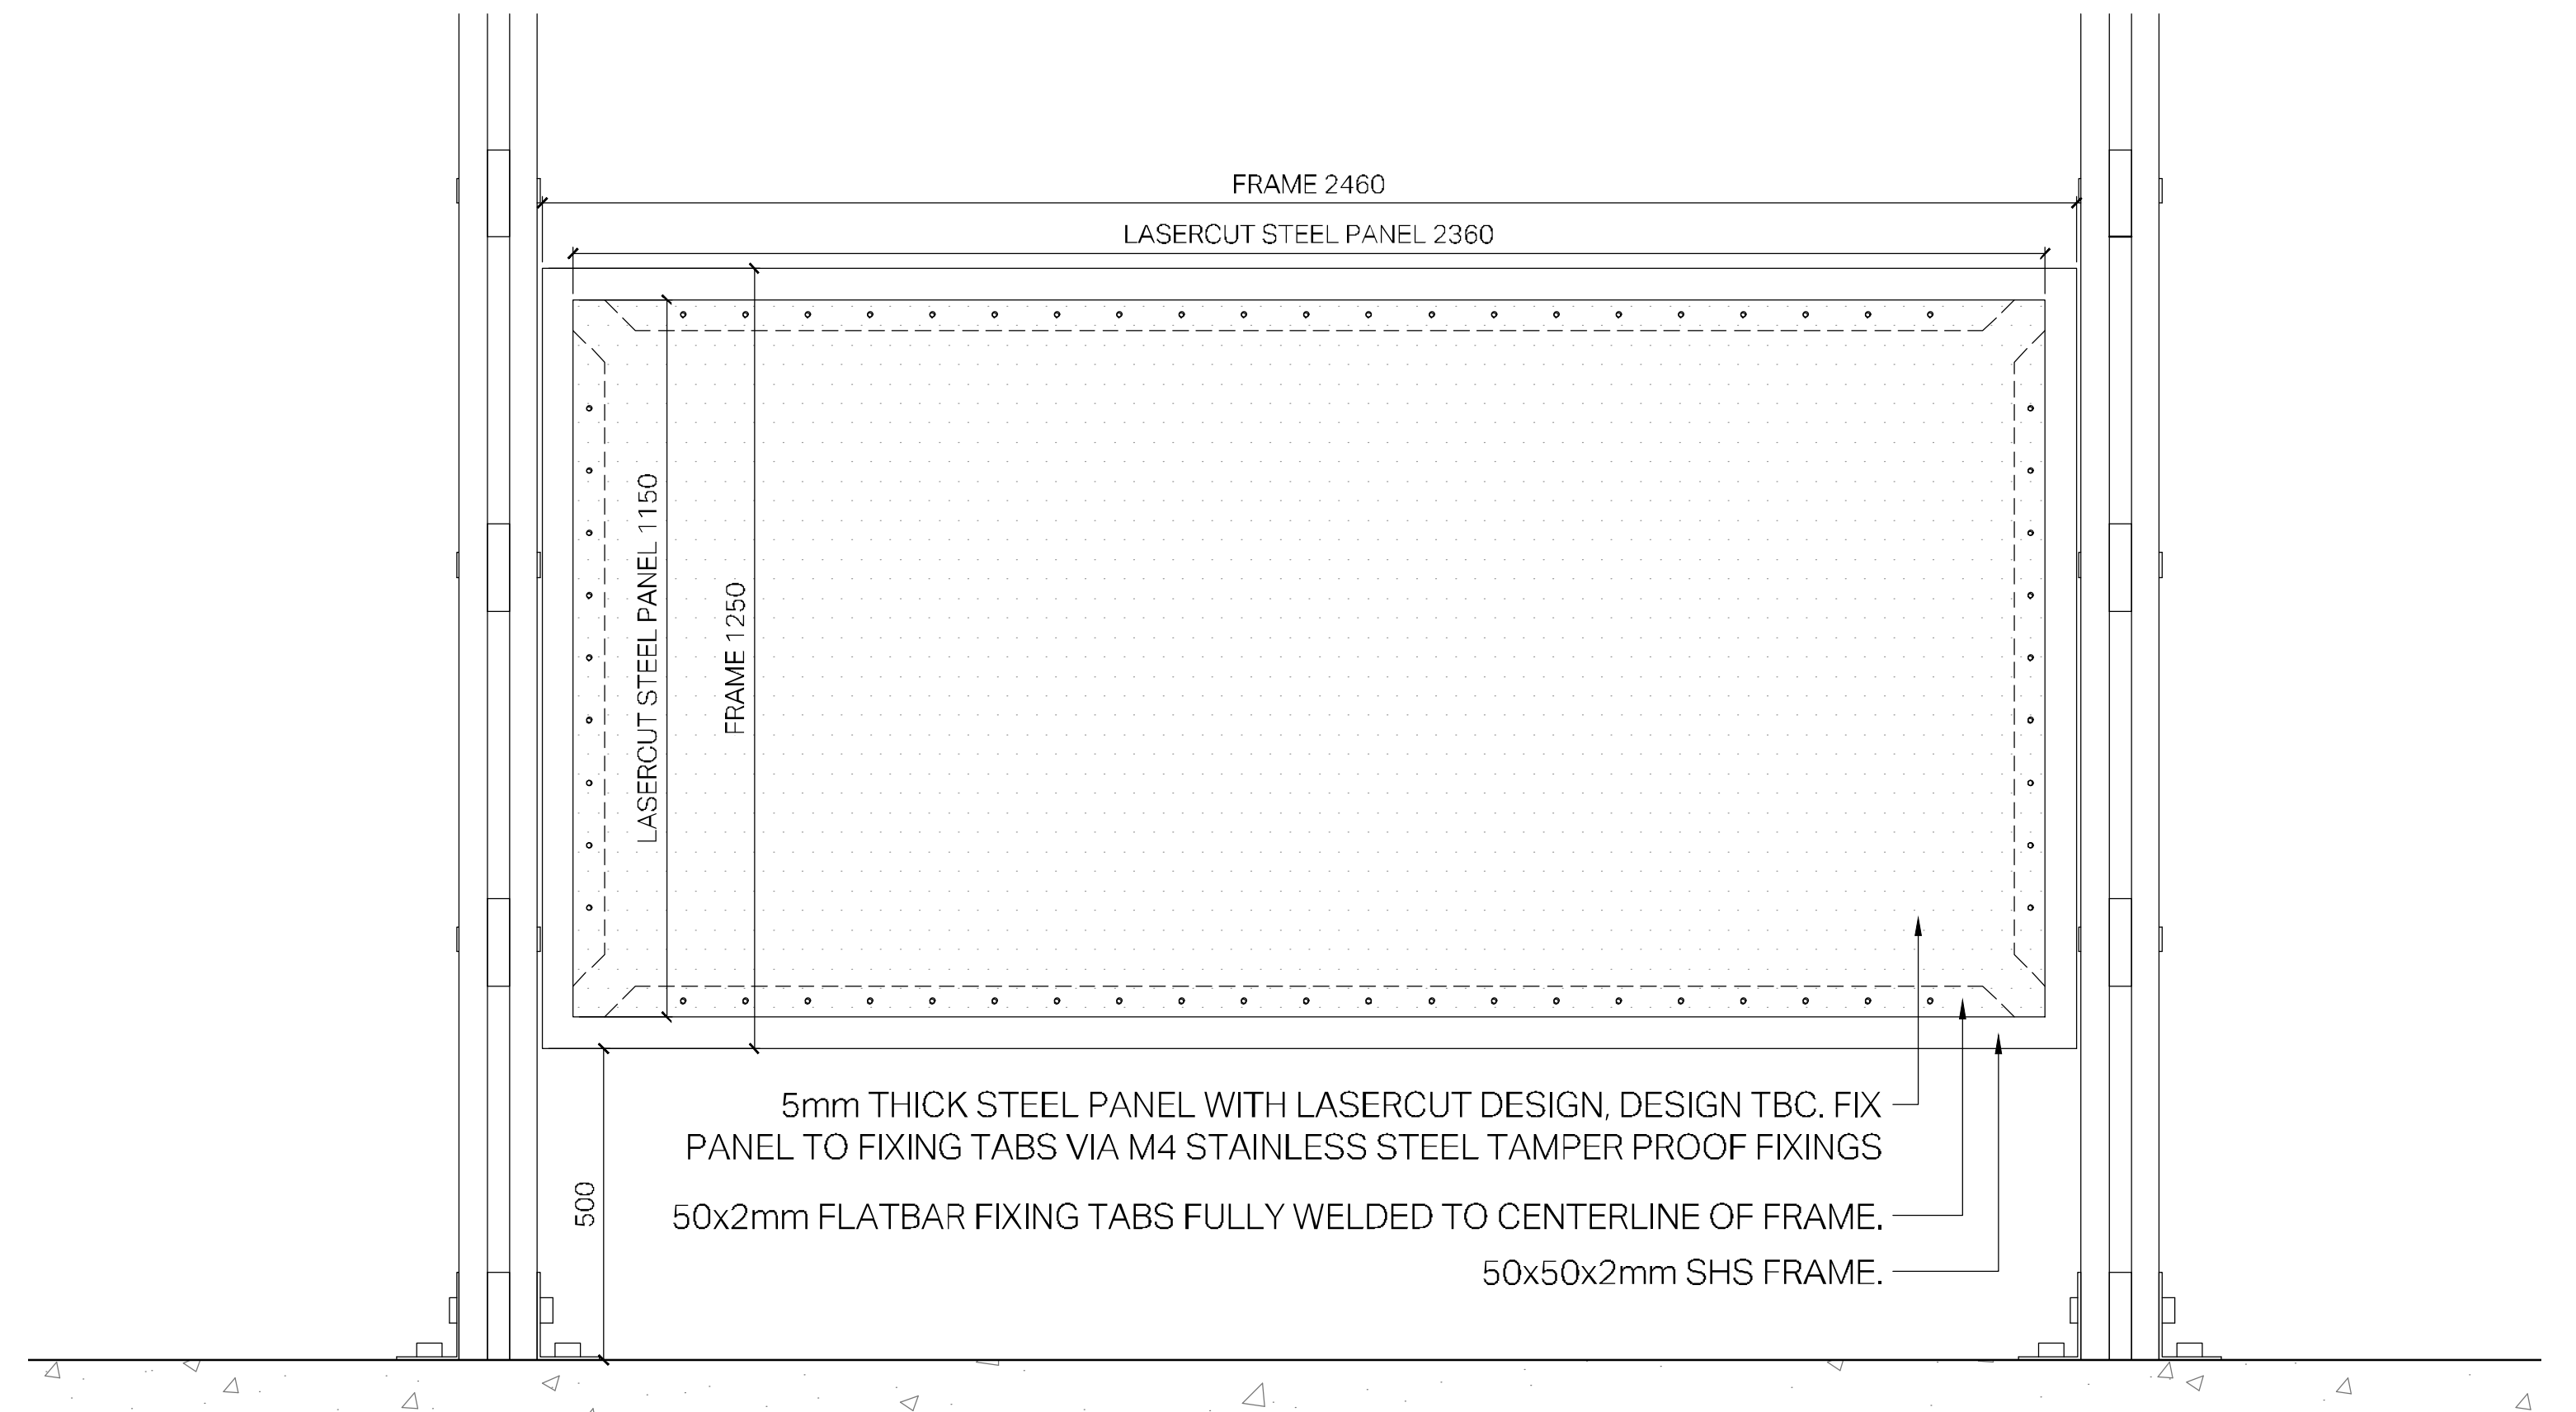 FRAME 2460
LASERCUT STEEL PANEL 2360
LASERCUT STEEL PANEL 1150
FRAME 1250
5mm THICK STEEL PANEL WITH LASERCUT DESIGN, DESIGN TBC. FIX
PANEL TO FIXING TABS VIA M4 STAINLESS STEEL TAMPER PROOF FIXINGS
500
50x2mm FLATBAR FIXING TABS FULLY WELDED TO CENTERLINE OF FRAME.
50x50x2mm SHS FRAME.